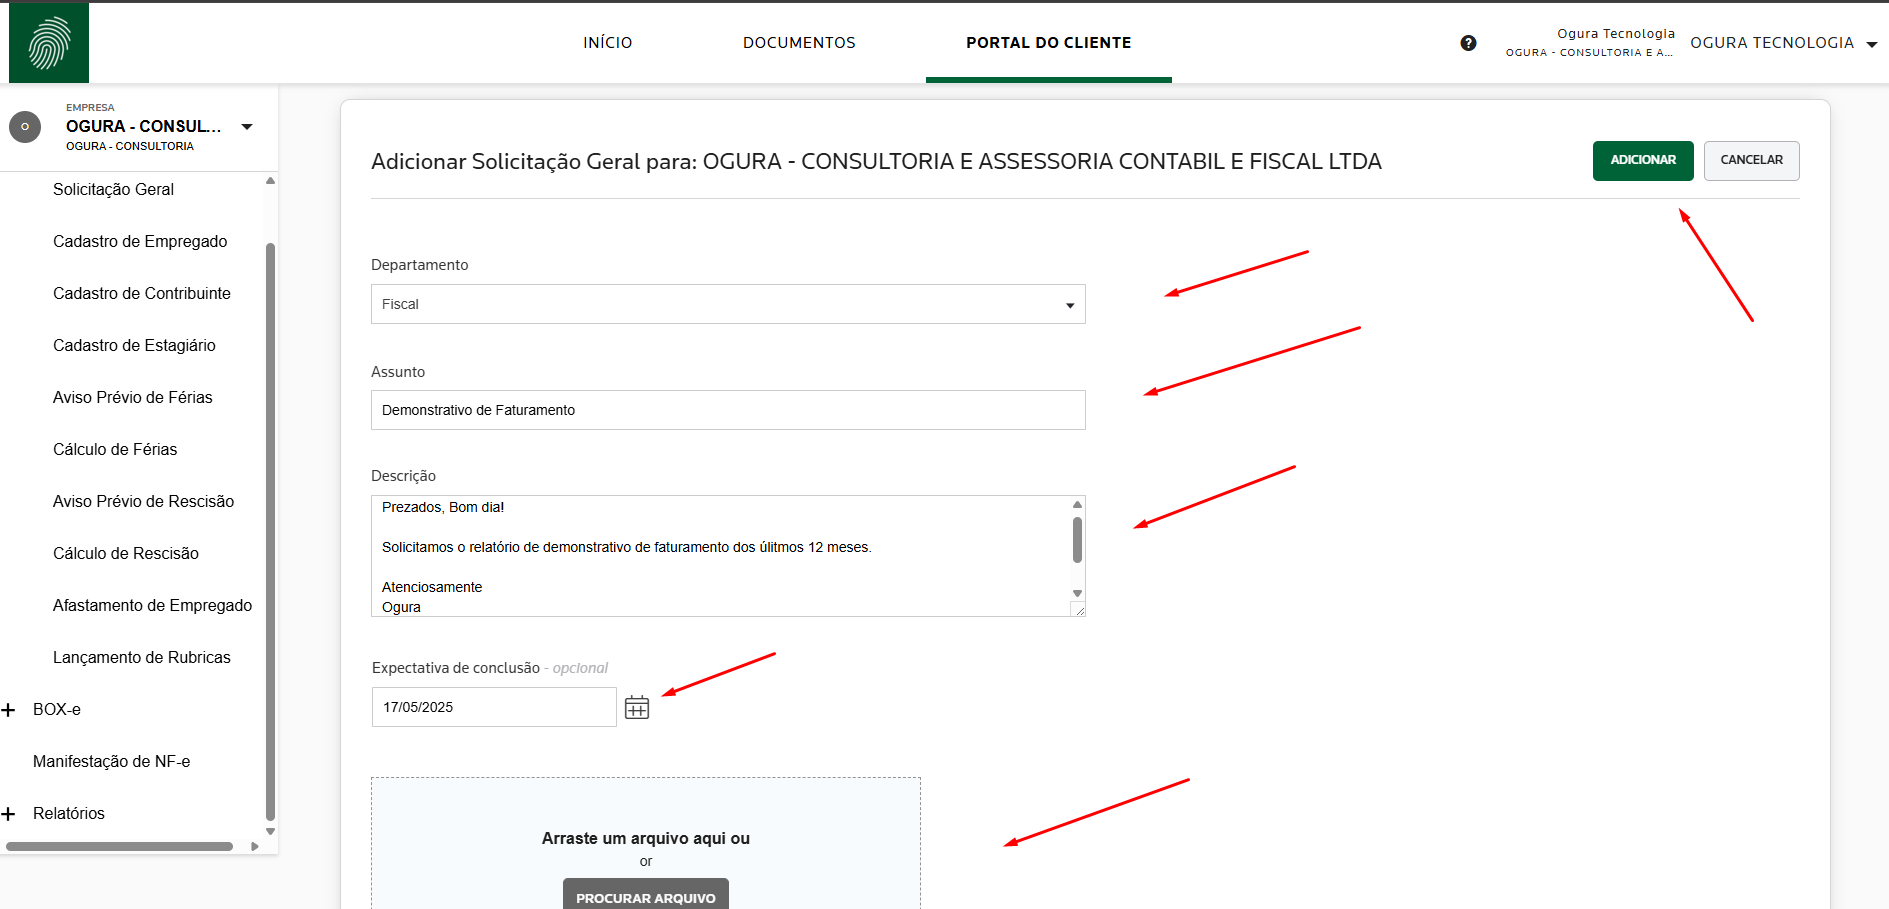 INÍCIO
DOCUMENTOS
PORTAL DO CLIENTE
?
Ogura Tecnologia
OGURA - CONSULTORIA E A...
OGURA TECNOLOGIA
O
EMPRESA
OGURA - CONSUL...
OGURA - CONSULTORIA
Solicitação Geral
Cadastro de Empregado
Cadastro de Contribuinte
Cadastro de Estagiário
Aviso Prévio de Férias
Cálculo de Férias
Aviso Prévio de Rescisão
Cálculo de Rescisão
Afastamento de Empregado
Lançamento de Rubricas
+ BOX-e
Manifestação de NF-e
+ Relatórios
Adicionar Solicitação Geral para: OGURA - CONSULTORIA E ASSESSORIA CONTABIL E FISCAL LTDA
ADICIONAR
CANCELAR
Departamento
Fiscal
Assunto
Demonstrativo de Faturamento
Descrição
Prezados, Bom dia!
Solicitamos o relatório de demonstrativo de faturamento dos úlitmos 12 meses.
Atenciosamente
Ogura
Expectativa de conclusão - opcional
17/05/2025
Arraste um arquivo aqui ou
or
PROCURAR ARQUIVO